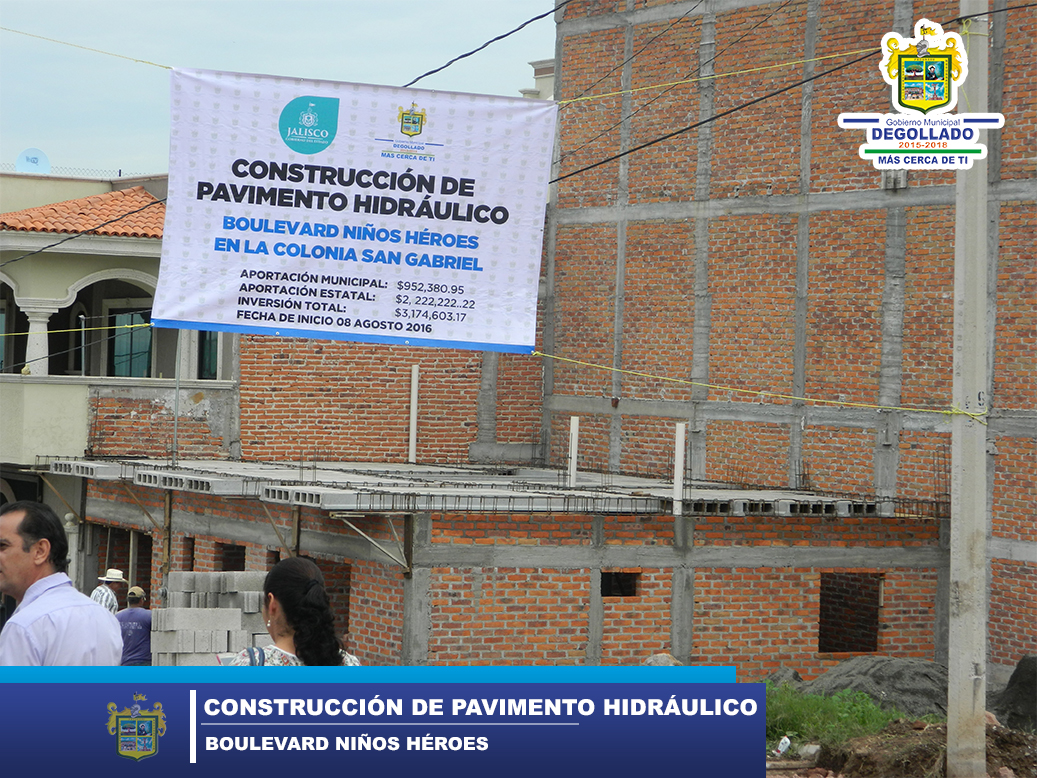 JALISCO
GOBIERNO DEL ESTADO
DEGOLLADO
MÁS CERCA DE TI
CONSTRUCCIÓN DE
PAVIMENTO HIDRÁULICO
BOULEVARD NIÑOS HÉROES
EN LA COLONIA SAN GABRIEL
APORTACIÓN MUNICIPAL: $952,380.95
APORTACIÓN ESTATAL: $2, 222,222..22
INVERSIÓN TOTAL: $3,174,603.17
FECHA DE INICIO 08 AGOSTO 2016
Gobierno Municipal
DEGOLLADO
2015-2018
MÁS CERCA DE TI
CONSTRUCCIÓN DE PAVIMENTO HIDRÁULICO
BOULEVARD NIÑOS HÉROES